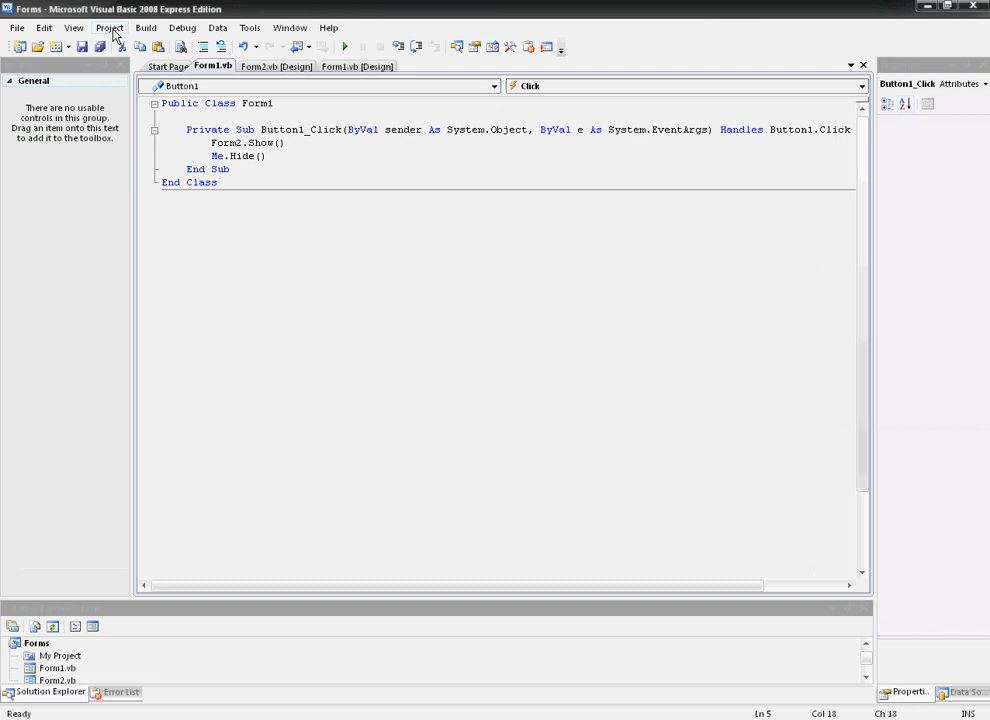 Forms - Microsoft Visual Basic 2008 Express Edition
File Edit View Project Build Debug Data Tools Window Help
Start Page Form1.vb Form2.vb [Design] Form1.vb [Design]
General
There are no usable
controls in this group.
Drag an item onto this text
to add it to the toolbox.
Button1
Click
Public Class Form1
Private Sub Button1_Click(ByVal sender As System.Object, ByVal e As System.EventArgs) Handles Button1.Click
Form2.Show()
Me.Hide()
End Sub
End Class
Button1_Click Attributes
Forms
My Project
Form1.vb
Form2.vb
Solution Explorer Error List
Properti.. Data So...
Ready Ln 5 Col 18 Ch 18 INS